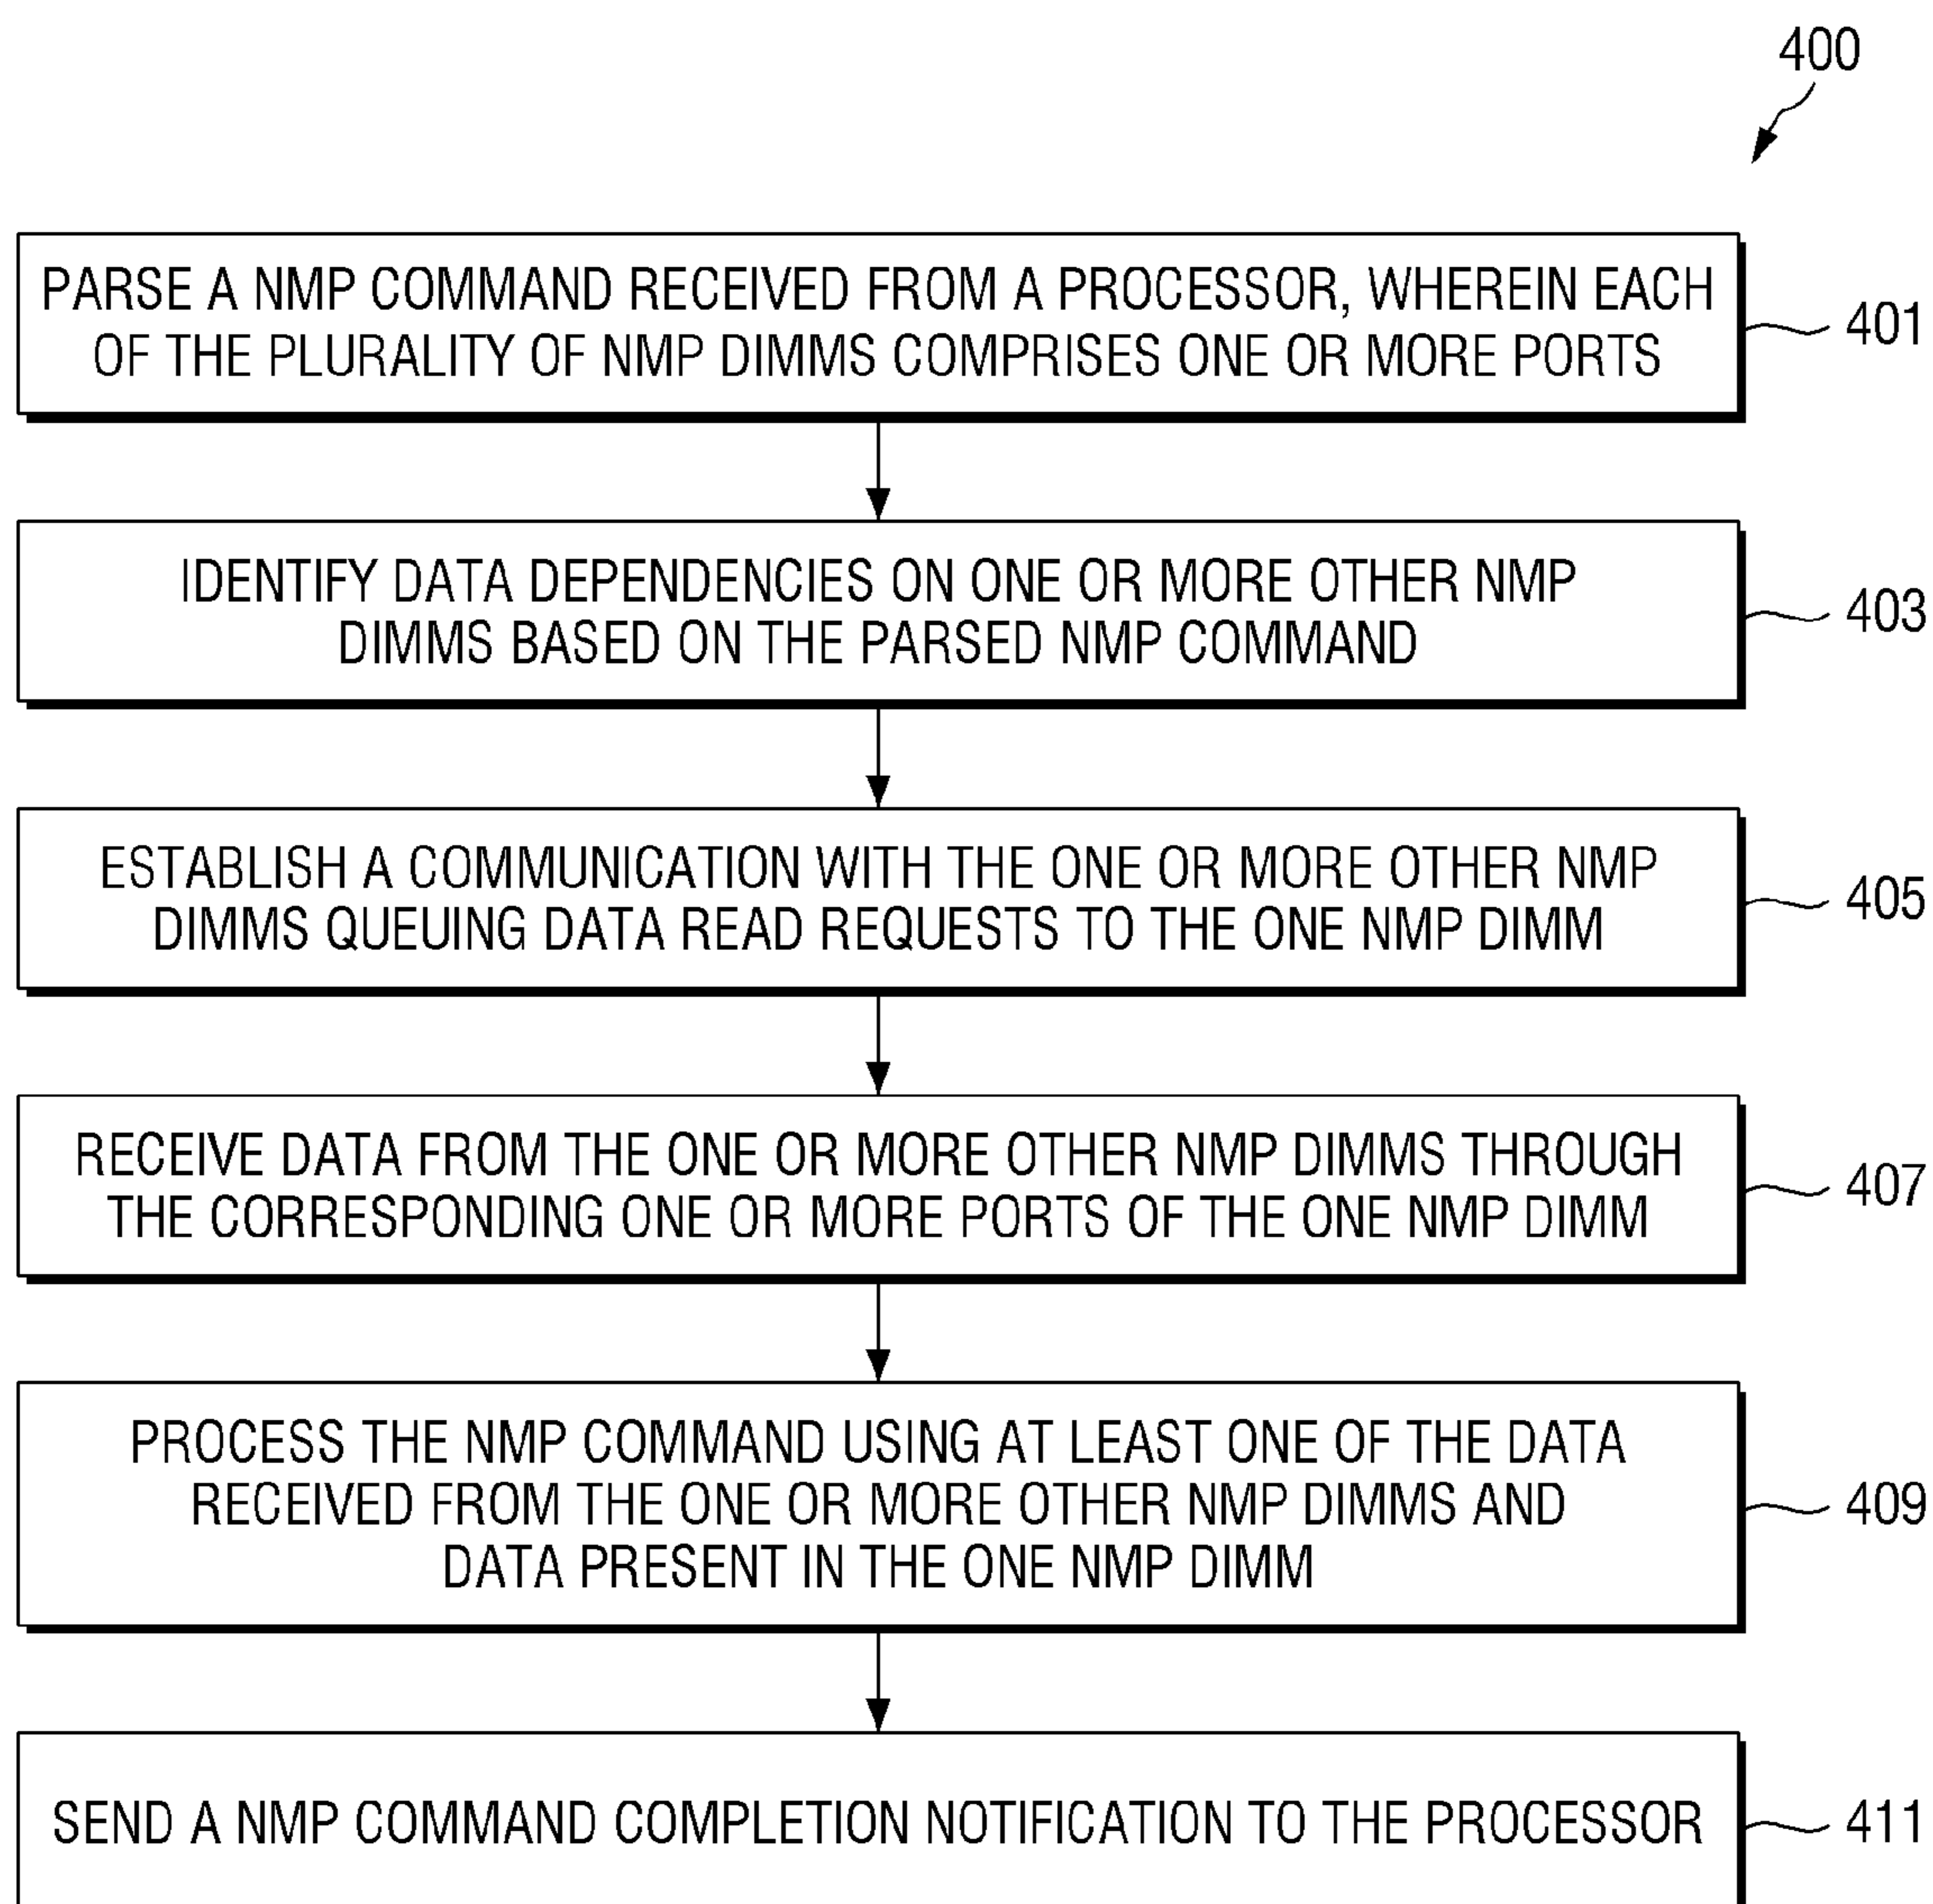 400
PARSE A NMP COMMAND RECEIVED FROM A PROCESSOR, WHEREIN EACH
OF THE PLURALITY OF NMP DIMMS COMPRISES ONE OR MORE PORTS
401
IDENTIFY DATA DEPENDENCIES ON ONE OR MORE OTHER NMP
DIMMS BASED ON THE PARSED NMP COMMAND
403
ESTABLISH A COMMUNICATION WITH THE ONE OR MORE OTHER NMP
DIMMS QUEUING DATA READ REQUESTS TO THE ONE NMP DIMM
405
RECEIVE DATA FROM THE ONE OR MORE OTHER NMP DIMMS THROUGH
THE CORRESPONDING ONE OR MORE PORTS OF THE ONE NMP DIMM
407
PROCESS THE NMP COMMAND USING AT LEAST ONE OF THE DATA
RECEIVED FROM THE ONE OR MORE OTHER NMP DIMMS AND
DATA PRESENT IN THE ONE NMP DIMM
409
SEND A NMP COMMAND COMPLETION NOTIFICATION TO THE PROCESSOR
411